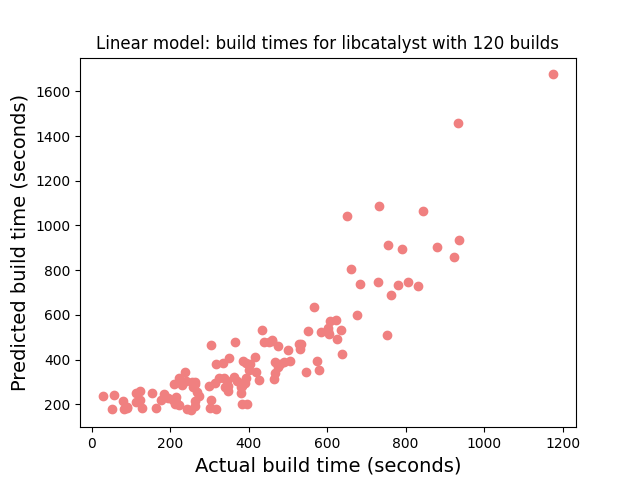 Linear model: build times for libcatalyst with 120 builds
Predicted build time (seconds)
1600
1400
1200
1000
800
600
400
200
0 200 400 600 800 1000 1200
Actual build time (seconds)